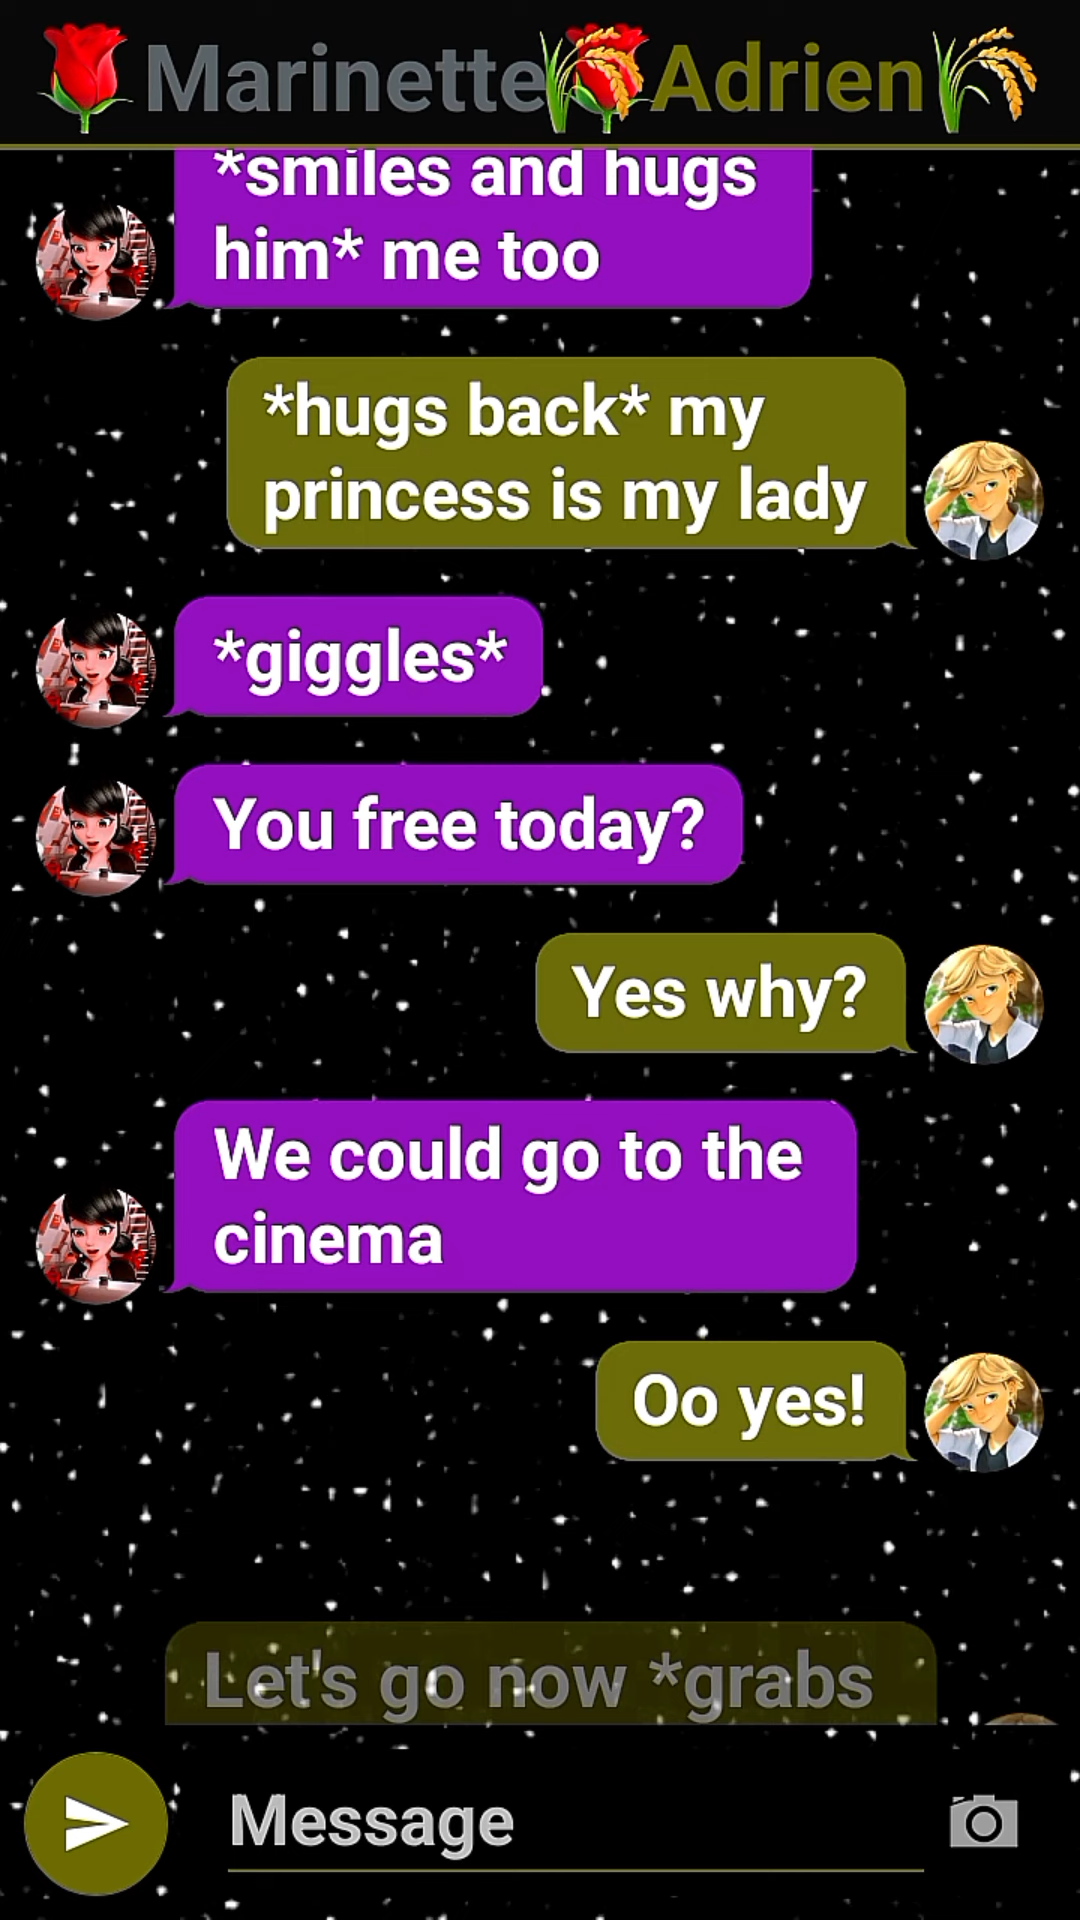 🌹Marinette🌾🌹Adrien🌾
*smiles and hugs
him* me too
*hugs back* my
princess is my lady
*giggles*
You free today?
Yes why?
We could go to the
cinema
Oo yes!
Let's go now *grabs
Message